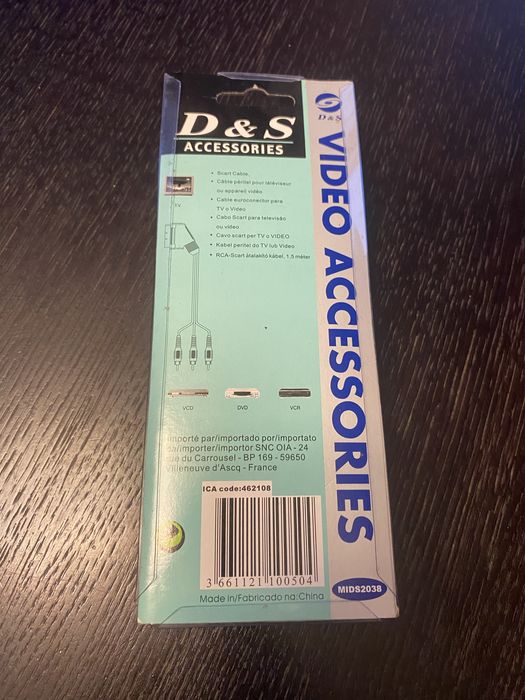 D & S
ACCESSORIES
• Scart Cable,
• Câble péritel pour téléviseur
ou appareil vidéo
• Cable euroconector para
TV o Video
• Cabo Scart para televisão
ou vídeo
• Cavo scart per TV o VIDEO
• Kabel peritel do TV lub Video
• RCA-Scart átalakító kábel, 1,5 méter
TV
VCD DVD VCR
importé par/importado por/importato
da/importer/importor SNC OIA - 24
rue du Carrousel - BP 169 - 59650
Villeneuve d'Ascq - France
ICA code:462108
3 661121 100504
Made in/Fabricado na:China
D & S
VIDEO ACCESSORIES
MIDS2038